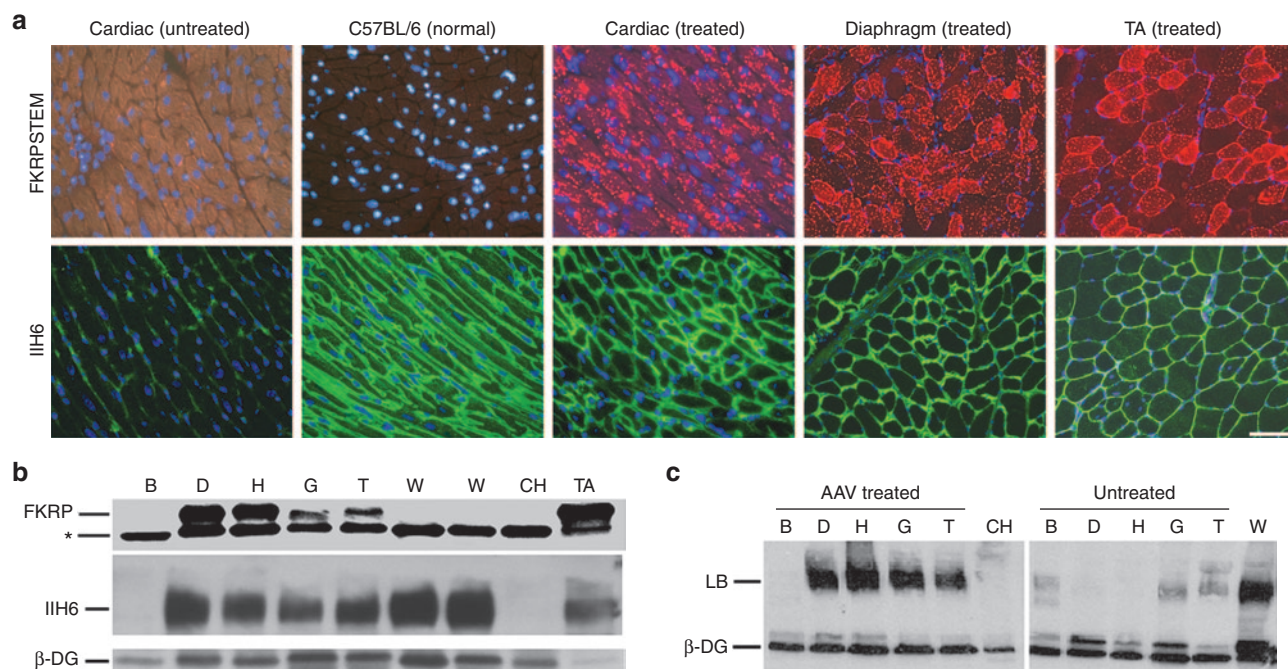 a
Cardiac (untreated) C57BL/6 (normal) Cardiac (treated) Diaphragm (treated) TA (treated)
FKRPSTEM
IIH6
b
B D H G T W W CH TA
FKRP
*
IIH6
β-DG
c
AAV treated Untreated
B D H G T CH B D H G T W
LB
β-DG